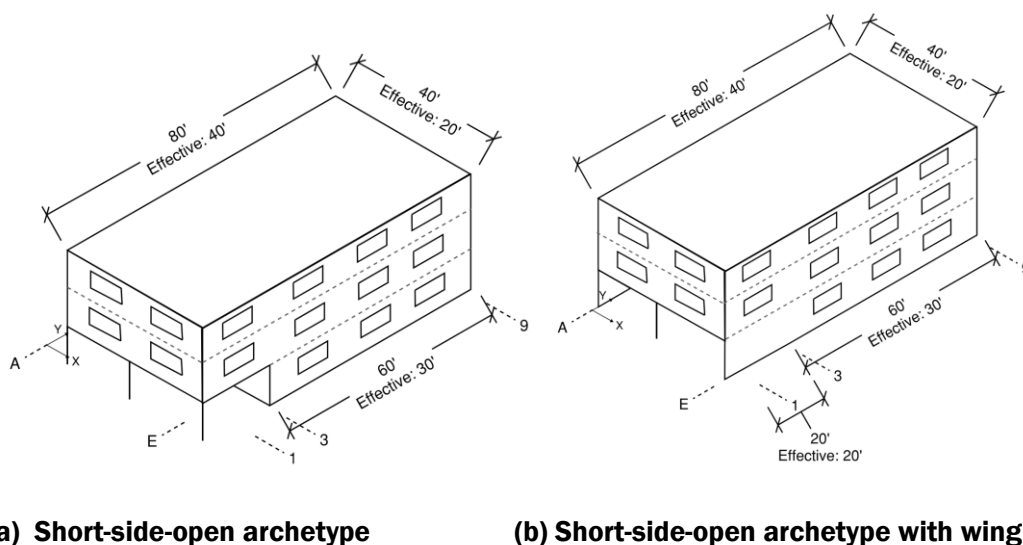 80'
Effective: 40'
40'
Effective: 20'
Y
X
A
E
1
3
9
60'
Effective: 30'
80'
Effective: 40'
40'
Effective: 20'
Y
X
A
E
1
3
60'
Effective: 30'
20'
Effective: 20'
a) Short-side-open archetype
(b) Short-side-open archetype with wing